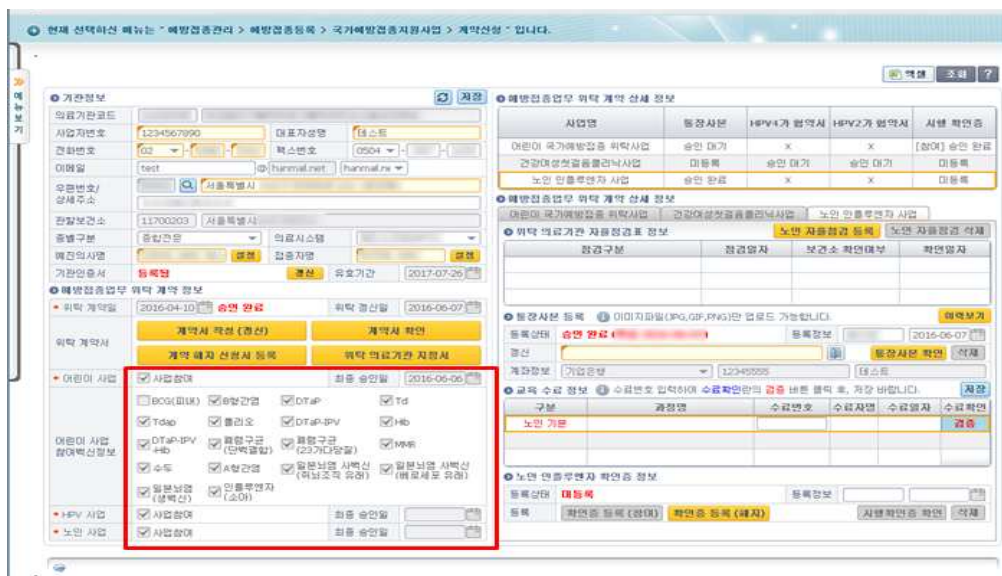 현재 선택하신 메뉴는 " 예방접종관리 > 예방접종등록 > 국가예방접종지원사업 > 계약신청 " 입니다.
메뉴보기
엑셀 조회 ?
기관정보 저장
의료기관코드
사업자번호 1234567890 대표자성명 테스트
전화번호 02 - - 팩스번호 0504 - -
이메일 test @ hanmail.net hanmail.ne
우편번호/상세주소 서울특별시
관할보건소 11700203 서울특별시
종별구분 종합전문 의료시스템
예진의사명 설정 접종자명 설정
기관인증서 등록됨 갱신 유효기간 2017-07-26
예방접종업무 위탁 계약 정보
위탁 계약일 2016-04-10 승인 완료 위탁 갱신일 2016-06-07
위탁 계약서 계약서 작성 (갱신) 계약서 확인
계약 해지 신청서 등록 위탁 의료기관 지정서
어린이 사업 사업참여 최종 승인일 2016-06-06
어린이 사업 참여백신정보
BCG(피내) B형간염 DTaP Td
Tdap 폴리오 DTaP-IPV Hib
DTaP-IPV-Hib 폐렴구균(단백결합) 폐렴구균(23가다당질) MMR
수두 A형간염 일본뇌염 사백신(쥐뇌조직 유래) 일본뇌염 사백신(베로세포 유래)
일본뇌염(생백신) 인플루엔자(소아)
HPV 사업 사업참여 최종 승인일
노인 사업 사업참여 최종 승인일
예방접종업무 위탁 계약 상세 정보
사업명 통장사본 HPV4가 협약서 HPV2가 협약서 시행 확인증
어린이 국가예방접종 위탁사업 승인 대기 x x [참여] 승인 완료
건강여성첫걸음클리닉사업 미등록 승인 대기 승인 대기 미등록
노인 인플루엔자 사업 승인 완료 x x 미등록
예방접종업무 위탁 계약 상세 정보
어린이 국가예방접종 위탁사업 건강여성첫걸음클리닉사업 노인 인플루엔자 사업
위탁 의료기관 자율점검표 정보 노인 자율점검 등록 노인 자율점검 삭제
점검구분 점검일자 보건소 확인여부 확인일자
통장사본 등록 이미지파일(JPG,GIF,PNG)만 업로드 가능합니다. 이력보기
등록상태 승인 완료 등록정보 2016-06-07
갱신 통장사본 확인 삭제
계좌정보 기업은행 12345555 테스트
교육 수료 정보 수료번호 입력하여 수료확인란의 검증 버튼 클릭 후, 저장 바랍니다. 저장
구분 과정명 수료번호 수료자명 수료일자 수료확인
노인 기본 검증
노인 인플루엔자 확인증 정보
등록상태 미등록 등록정보
등록 확인증 등록 (참여) 확인증 등록 (해지) 시행확인증 확인 삭제